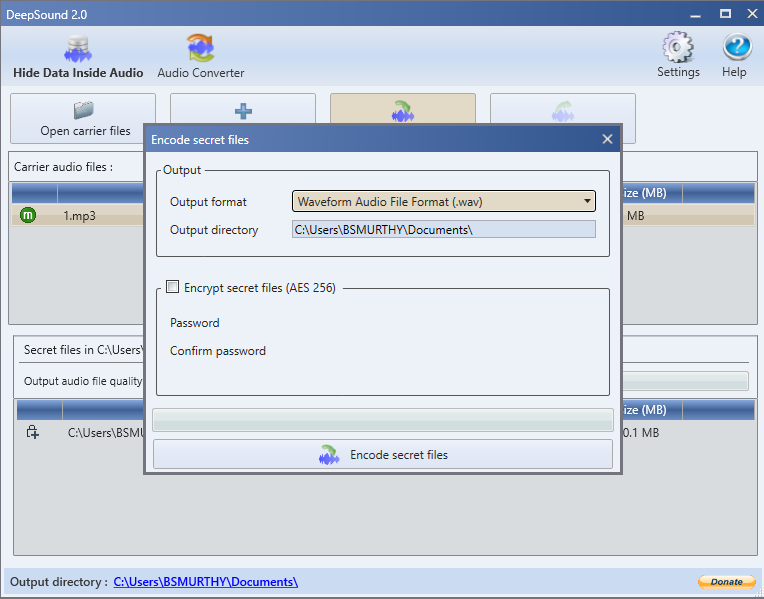 DeepSound 2.0
Hide Data Inside Audio
Audio Converter
Settings
Help
Open carrier files
Encode secret files
Carrier audio files :
ize (MB)
m
1.mp3
MB
Output
Output format
Waveform Audio File Format (.wav)
Output directory
C:\Users\BSMURTHY\Documents\
Encrypt secret files (AES 256)
Password
Confirm password
Secret files in C:\Users\
Output audio file quality
ize (MB)
C:\Users\BSMU
0.1 MB
Encode secret files
Output directory : C:\Users\BSMURTHY\Documents\
Donate